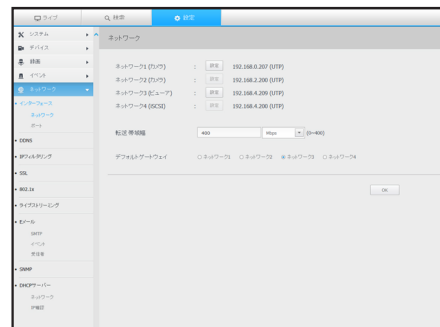 ライブ
検索
設定
システム
デバイス
録画
イベント
ネットワーク
インターフェース
ネットワーク
ポート
DDNS
IPフィルタリング
SSL
802.1x
ライブストリーミング
Eメール
SMTP
イベント
受信者
SNMP
DHCPサーバー
ネットワーク
IP確認
ネットワーク
ネットワーク1 (カメラ) : 設定 192.168.0.207 (UTP)
ネットワーク2 (カメラ) : 設定 192.168.2.200 (UTP)
ネットワーク3 (ビューア) : 設定 192.168.4.209 (UTP)
ネットワーク4 (iSCSI) : 設定 192.168.4.200 (UTP)
転送帯域幅 400 Mbps (0~400)
デフォルトゲートウェイ ネットワーク1 ネットワーク2 ネットワーク3 ネットワーク4
OK